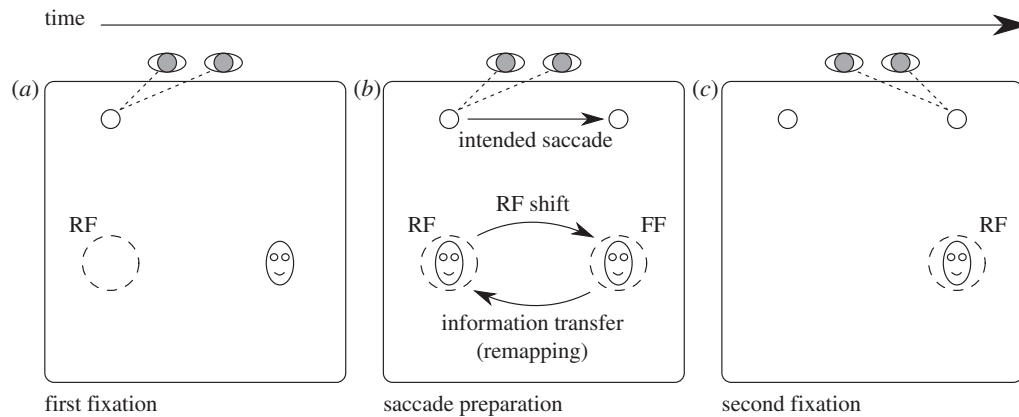 time
(a)
(b)
(c)
intended saccade
RF
RF shift
RF
FF
RF
information transfer
(remapping)
first fixation
saccade preparation
second fixation